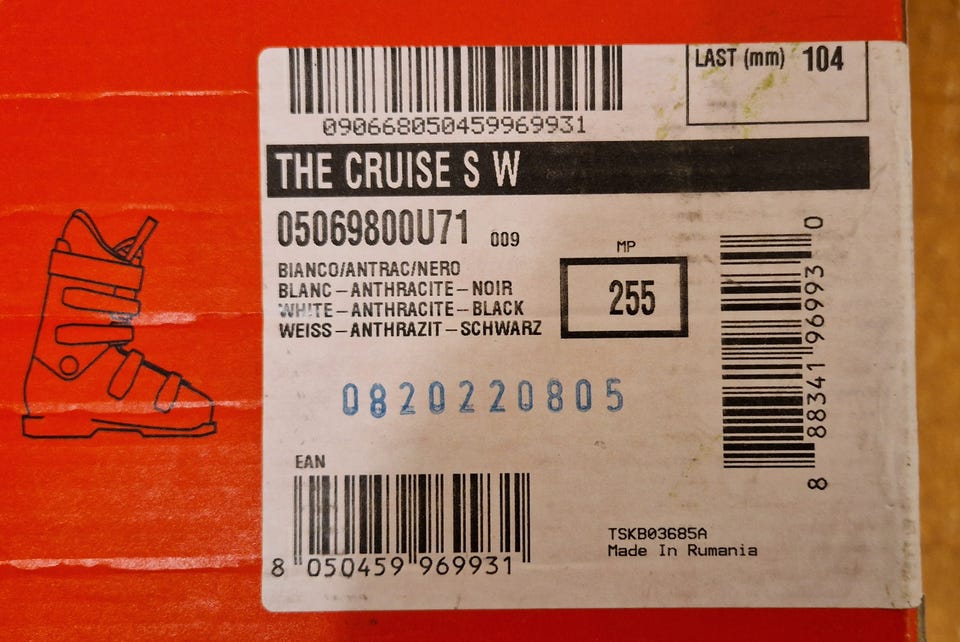 LAST (mm) 104
090668050459969931
THE CRUISE S W
05069800U71 009
BIANCO/ANTRAC/NERO
BLANC-ANTHRACITE-NOIR
WHITE-ANTHRACITE-BLACK
WEISS-ANTHRAZIT-SCHWARZ
MP
255
0820220805
8 88341 96993 0
EAN
8 050459 969931
TSKB03685A
Made In Rumania